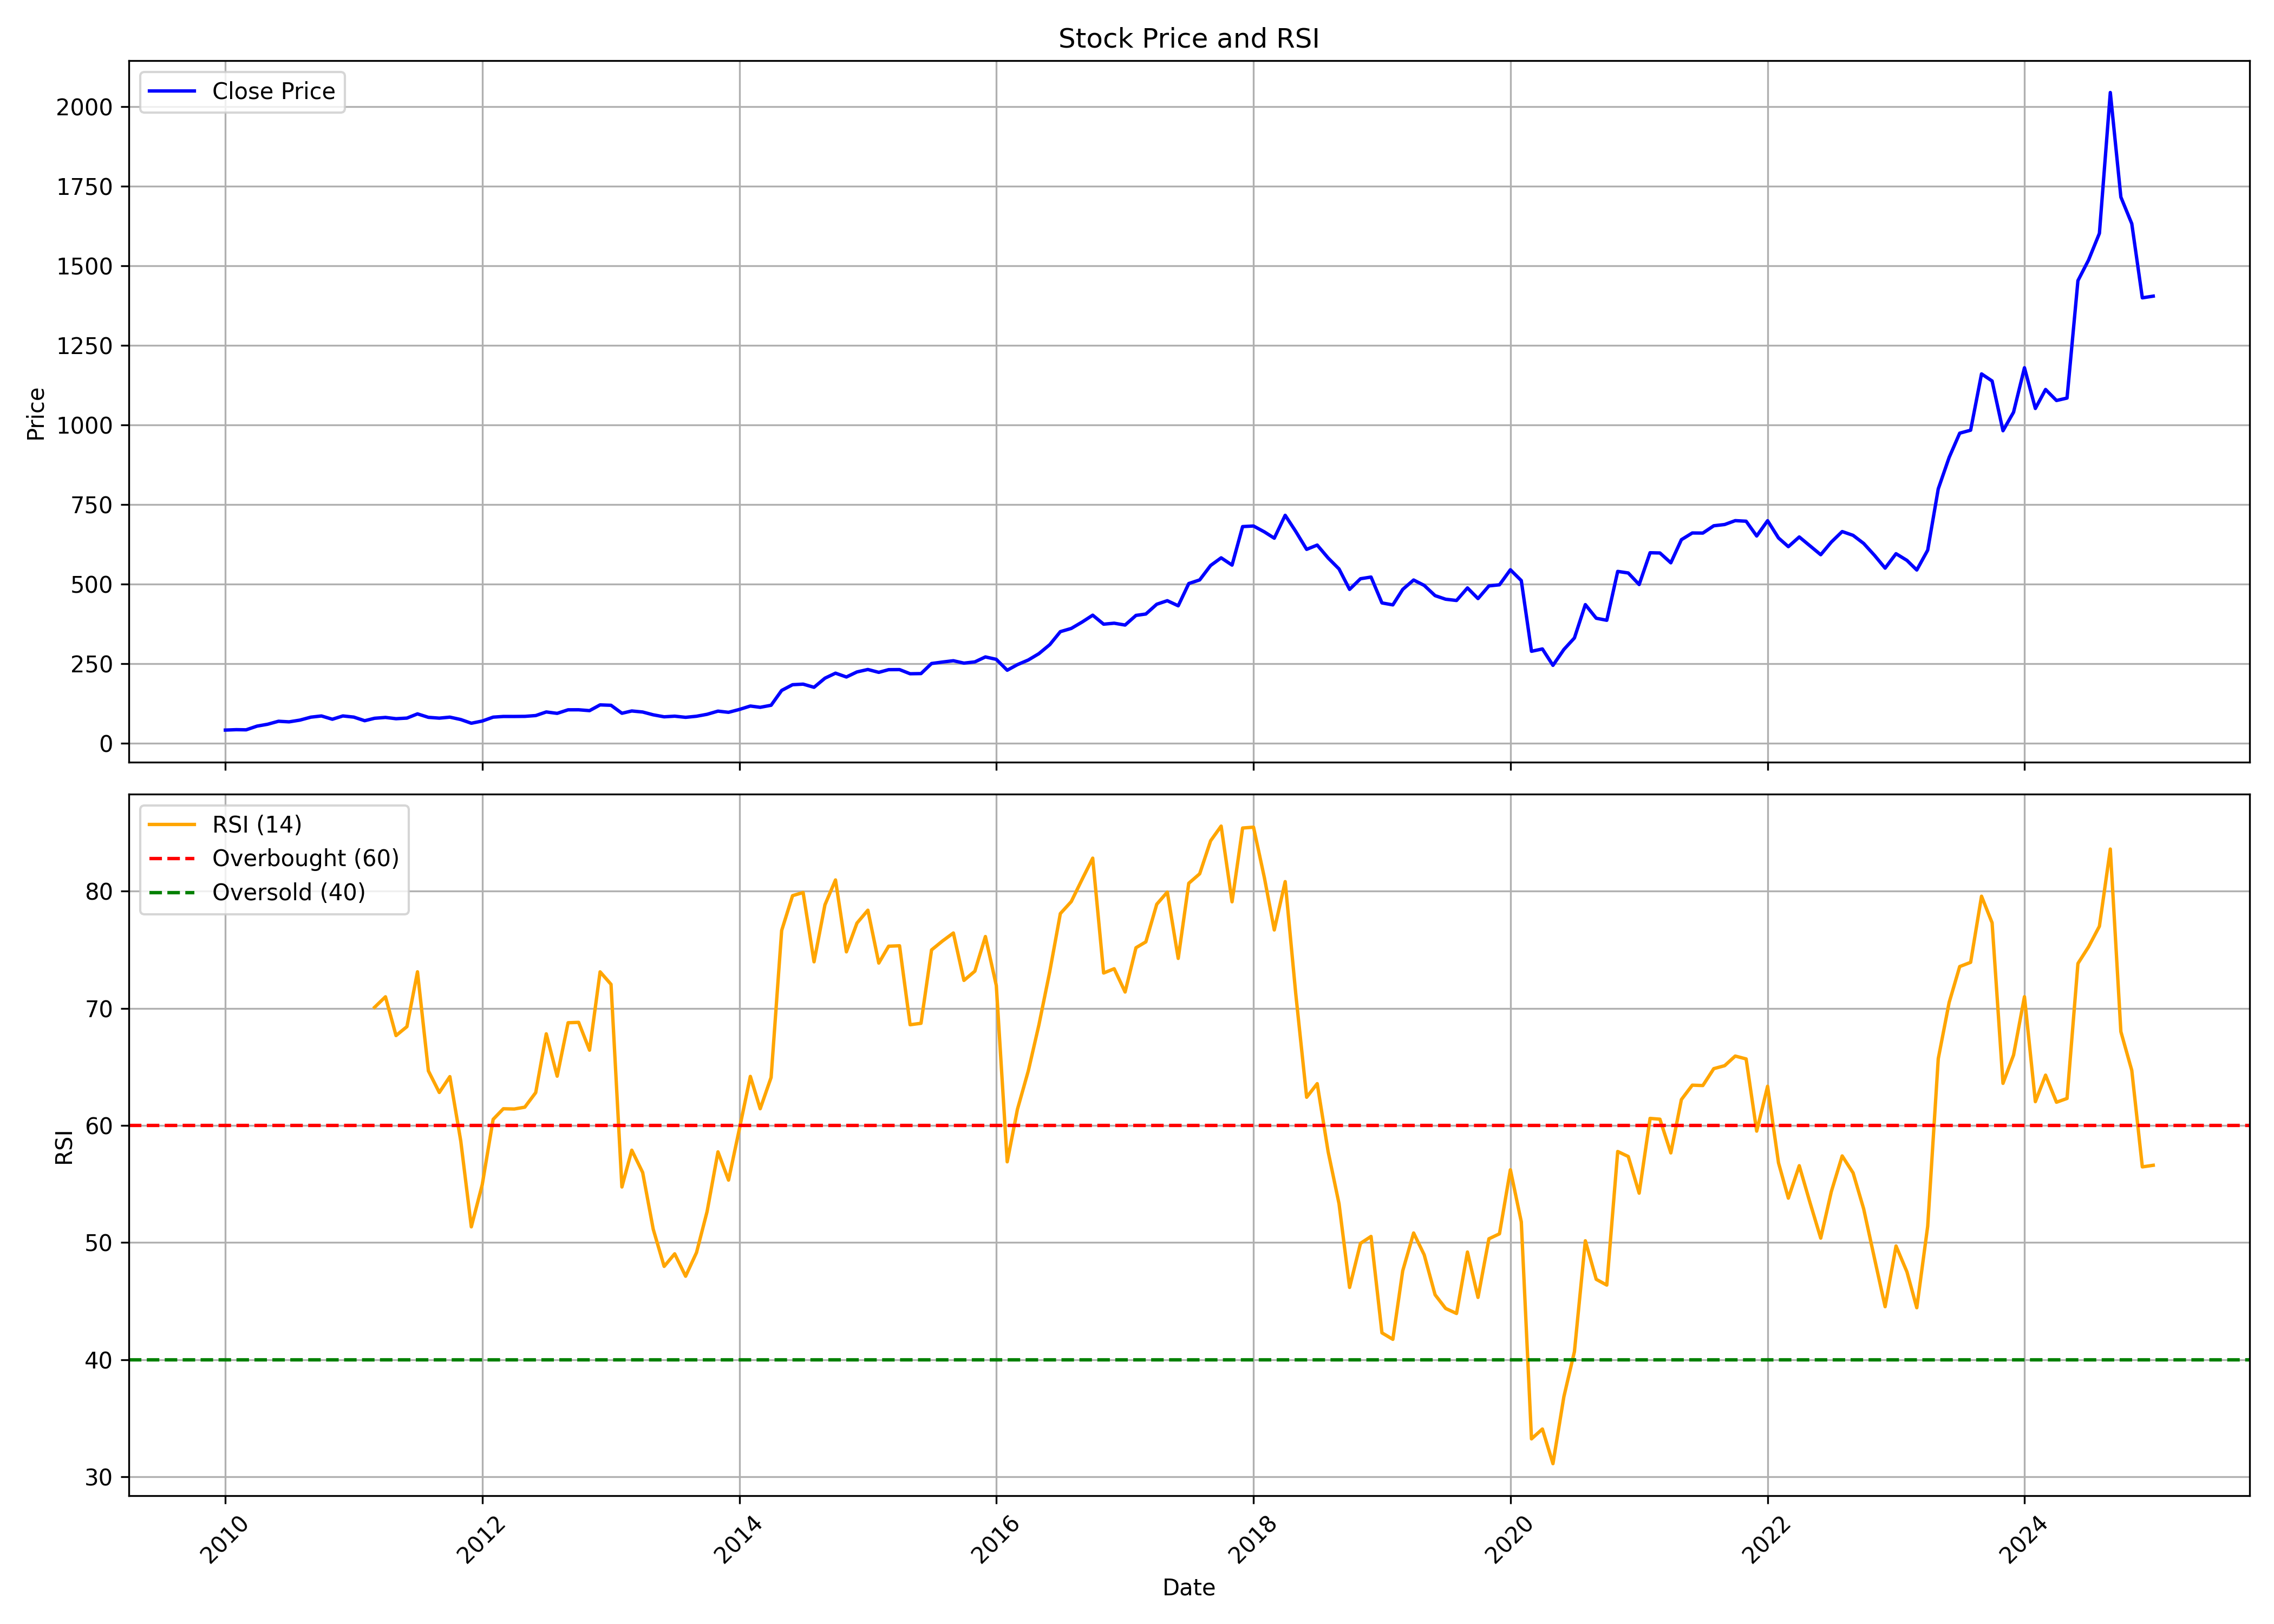 Stock Price and RSI
Close Price
Price
2000
1750
1500
1250
1000
750
500
250
0
RSI (14)
Overbought (60)
Oversold (40)
RSI
80
70
60
50
40
30
2010
2012
2014
2016
2018
2020
2022
2024
Date